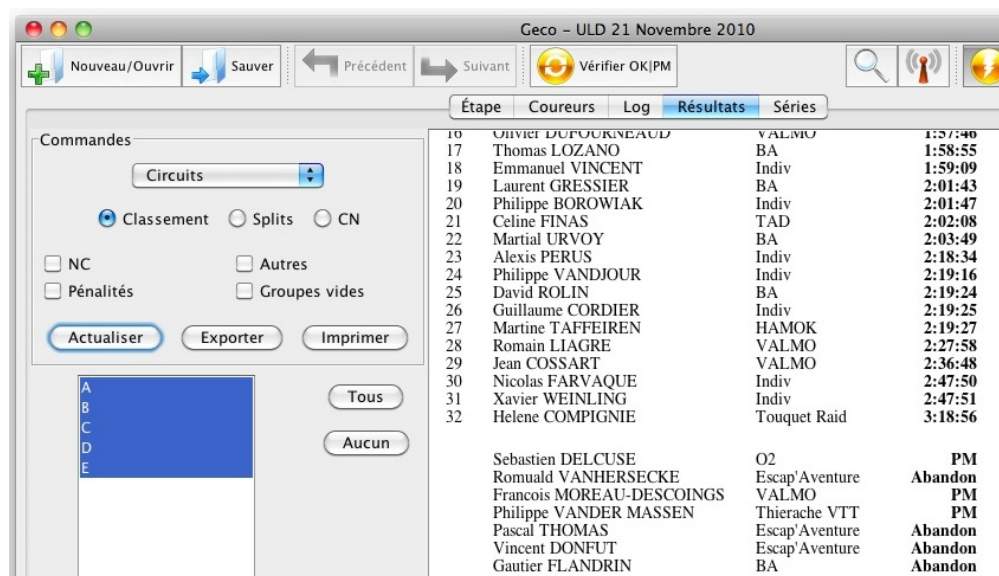 Geco – ULD 21 Novembre 2010
Nouveau/Ouvrir Sauver Précédent Suivant Vérifier OK|PM
Étape Coureurs Log Résultats Séries
Commandes
Circuits
Classement Splits CN
NC Autres
Pénalités Groupes vides
Actualiser Exporter Imprimer
A
B
C
D
E
Tous
Aucun
16 Olivier DUFOURNEAUD VALMO 1:57:46
17 Thomas LOZANO BA 1:58:55
18 Emmanuel VINCENT Indiv 1:59:09
19 Laurent GRESSIER BA 2:01:43
20 Philippe BOROWIAK Indiv 2:01:47
21 Celine FINAS TAD 2:02:08
22 Martial URVOY BA 2:03:49
23 Alexis PERUS Indiv 2:18:34
24 Philippe VANDJOUR Indiv 2:19:16
25 David ROLIN BA 2:19:24
26 Guillaume CORDIER Indiv 2:19:25
27 Martine TAFFEIREN HAMOK 2:19:27
28 Romain LIAGRE VALMO 2:27:58
29 Jean COSSART VALMO 2:36:48
30 Nicolas FARVAQUE Indiv 2:47:50
31 Xavier WEINLING Indiv 2:47:51
32 Helene COMPIGNIE Touquet Raid 3:18:56
Sebastien DELCUSE O2 PM
Romuald VANHERSECKE Escap'Aventure Abandon
Francois MOREAU-DESCOINGS VALMO PM
Philippe VANDER MASSEN Thierache VTT PM
Pascal THOMAS Escap'Aventure Abandon
Vincent DONFUT Escap'Aventure Abandon
Gautier FLANDRIN BA Abandon